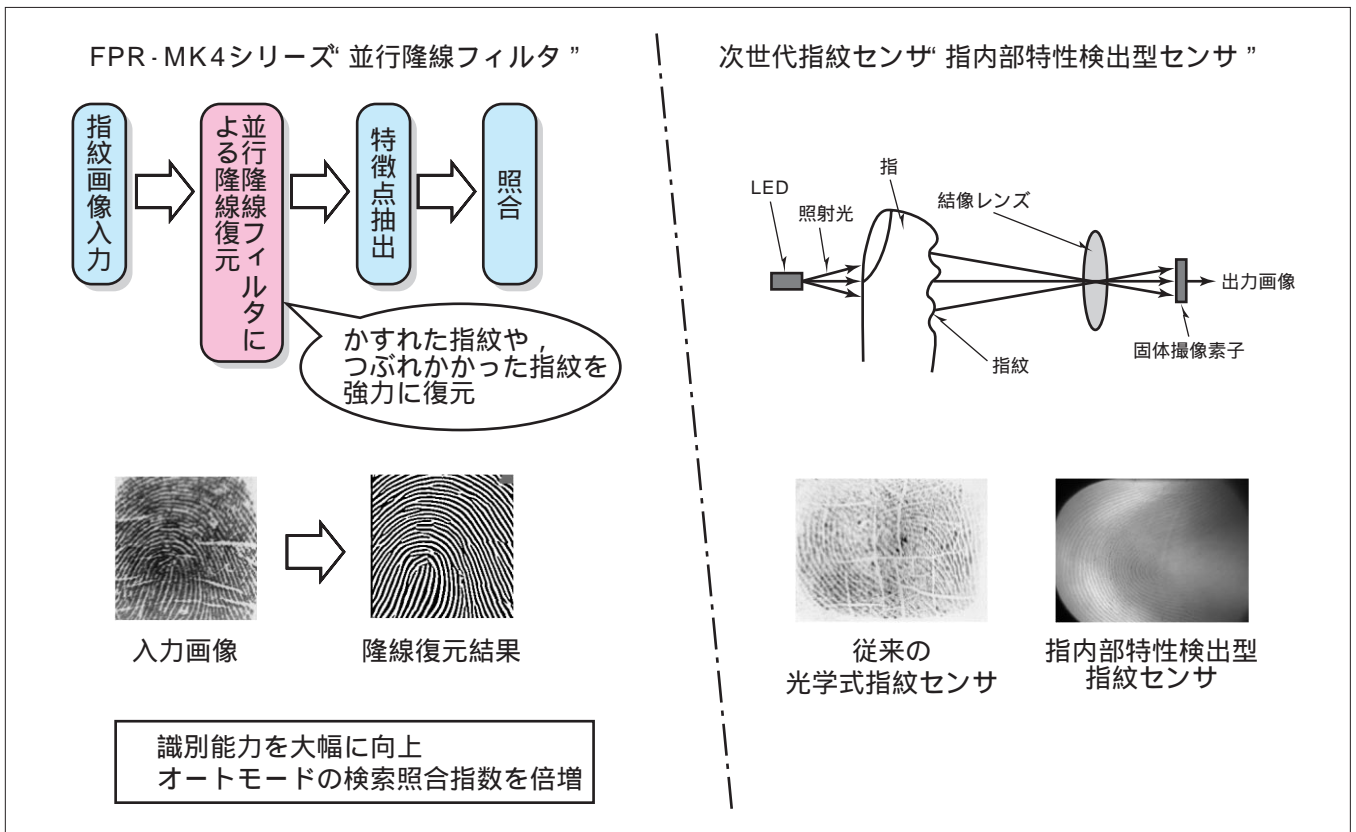 FPR-MK4シリーズ“並行隆線フィルタ”
指紋画像入力
並行隆線フィルタに
よる隆線復元
特徴点抽出
照合
かすれた指紋や，
つぶれかかった指紋を
強力に復元
入力画像
隆線復元結果
識別能力を大幅に向上
オートモードの検索照合指数を倍増
次世代指紋センサ“指内部特性検出型センサ”
LED
照射光
指
結像レンズ
出力画像
固体撮像素子
指紋
従来の
光学式指紋センサ
指内部特性検出型
指紋センサ